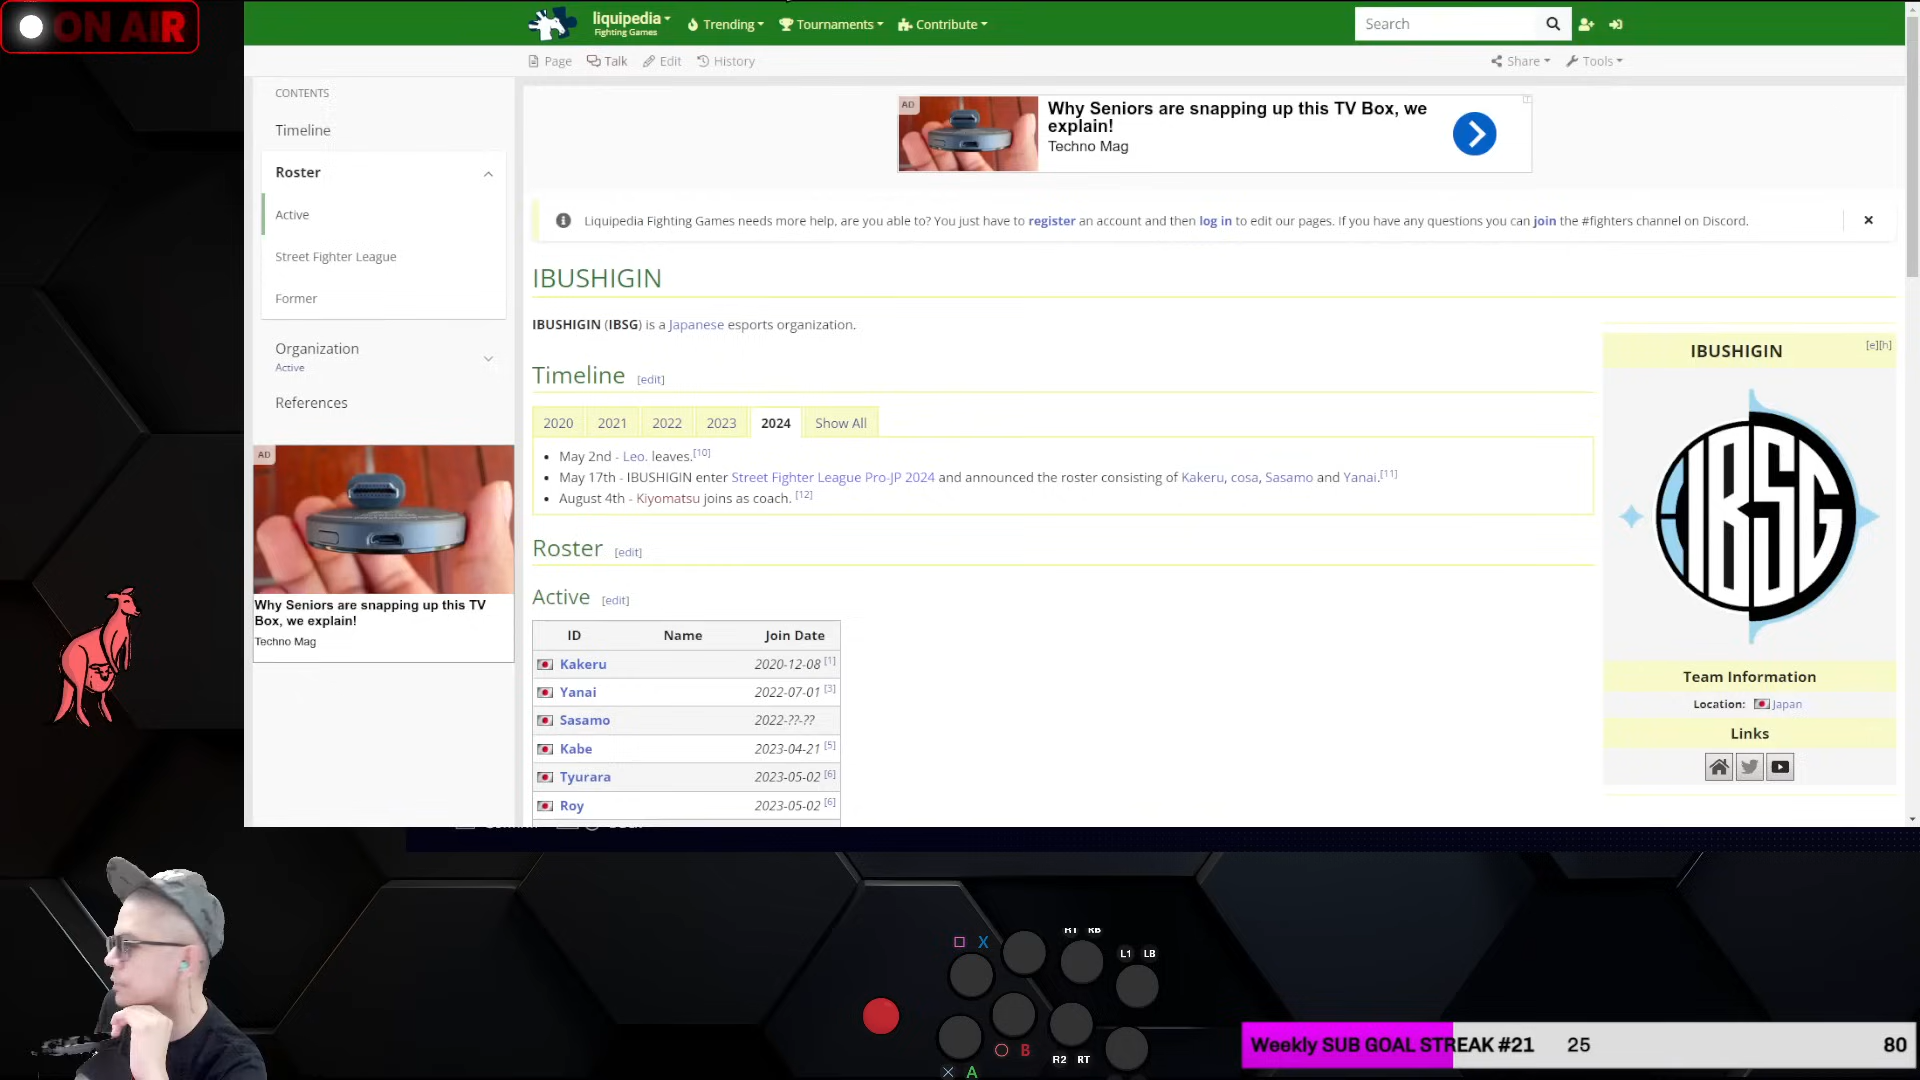 ON AIR
liquipedia
Fighting Games
Trending
Tournaments
Contribute
Search
Page
Talk
Edit
History
Share
Tools
CONTENTS
Timeline
Roster
Active
Street Fighter League
Former
Organization
Active
References
AD
Why Seniors are snapping up this TV Box, we explain!
Techno Mag
AD
Why Seniors are snapping up this TV Box, we
explain!
Techno Mag
Liquipedia Fighting Games needs more help, are you able to? You just have to register an account and then log in to edit our pages. If you have any questions you can join the #fighters channel on Discord.
IBUSHIGIN
IBUSHIGIN (IBSG) is a Japanese esports organization.
Timeline [edit]
2020 2021 2022 2023 2024 Show All
May 2nd - Leo. leaves.[10]
May 17th - IBUSHIGIN enter Street Fighter League Pro-JP 2024 and announced the roster consisting of Kakeru, cosa, Sasamo and Yanai.[11]
August 4th - Kiyomatsu joins as coach. [12]
Roster [edit]
Active [edit]
ID Name Join Date
Kakeru 2020-12-08 [1]
Yanai 2022-07-01 [3]
Sasamo 2022-??-??
Kabe 2023-04-21 [5]
Tyurara 2023-05-02 [6]
Roy 2023-05-02 [6]
IBUSHIGIN [e][h]
IBSG
Team Information
Location: Japan
Links
X
R1 RB
L1 LB
B
R2 RT
A
Weekly SUB GOAL STREAK #21 25 80